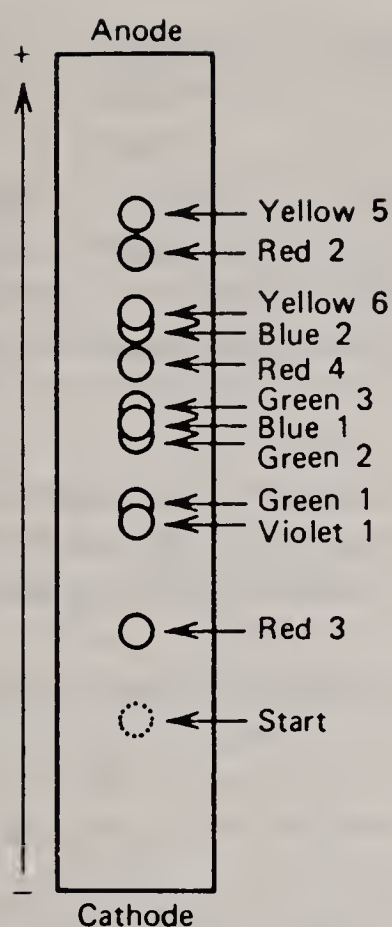 Anode
+
Yellow 5
Red 2
Yellow 6
Blue 2
Red 4
Green 3
Blue 1
Green 2
Green 1
Violet 1
Red 3
Start
−
Cathode